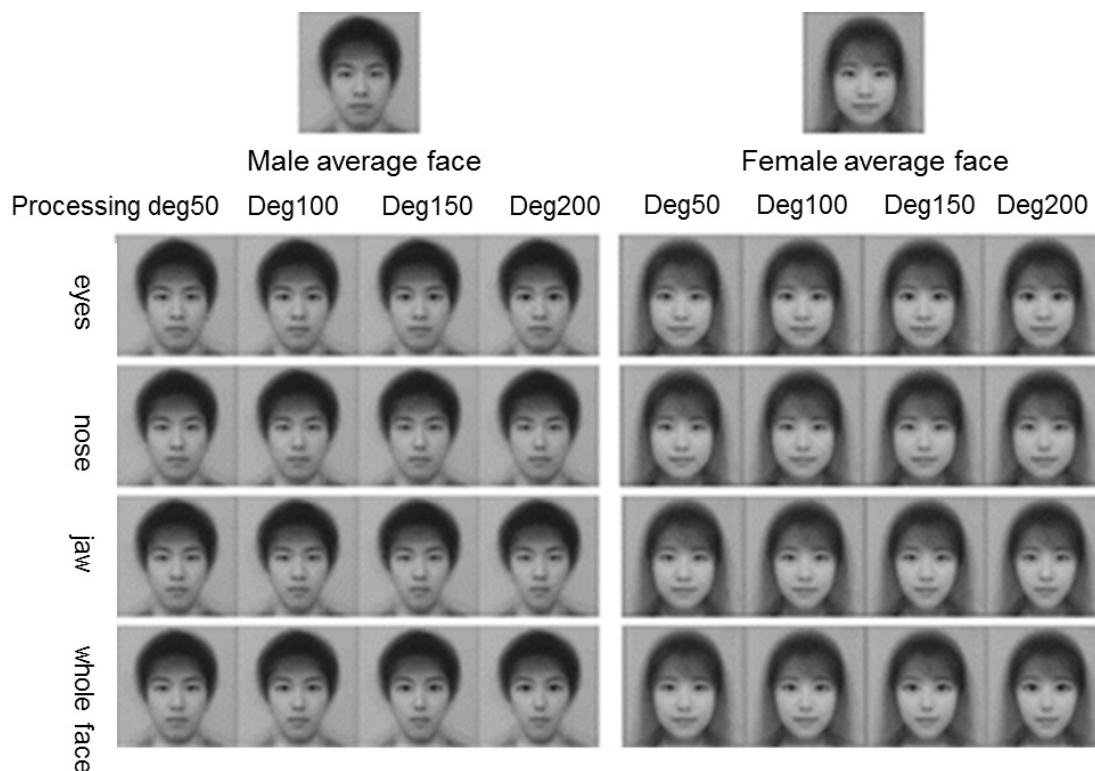 Male average face
Female average face
Processing deg50 Deg100 Deg150 Deg200 Deg50 Deg100 Deg150 Deg200
eyes
nose
jaw
whole face